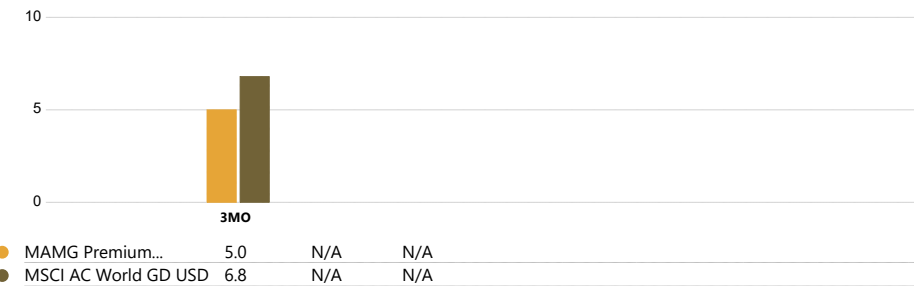 10
5
0
3MO
MAMG Premium... 5.0 N/A N/A
MSCI AC World GD USD 6.8 N/A N/A